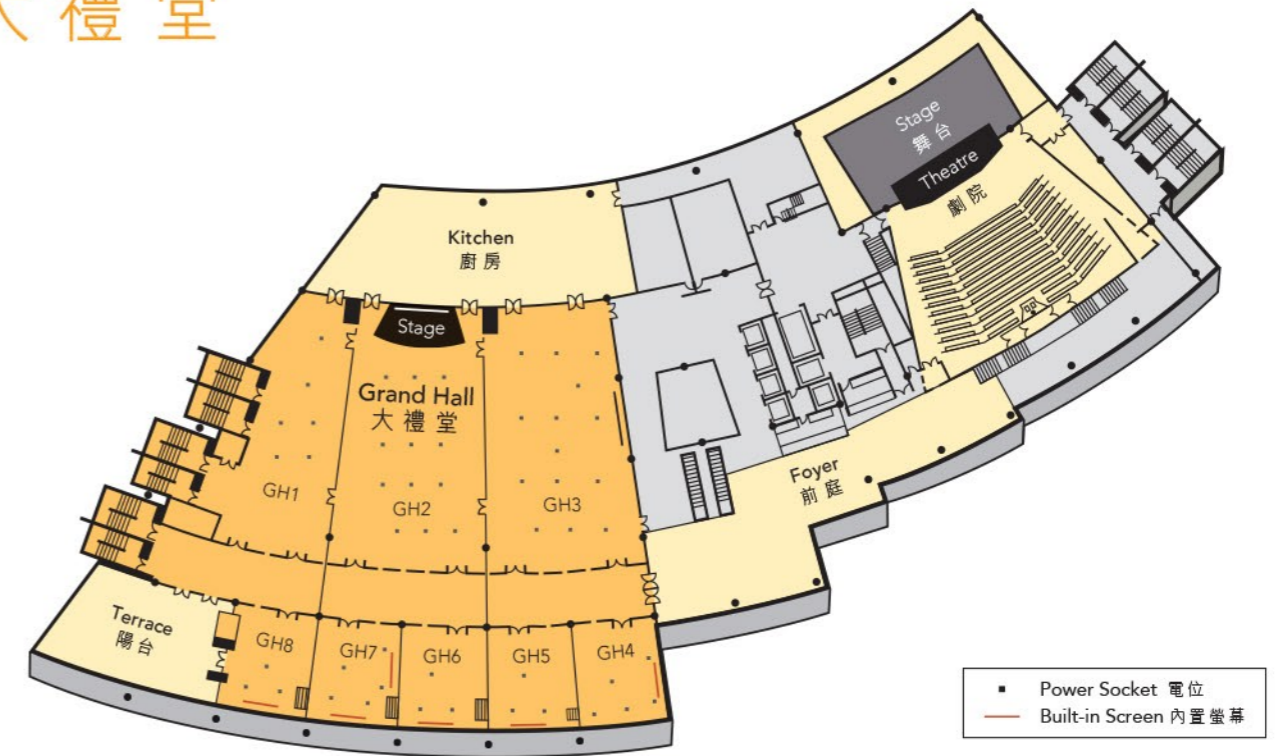 大禮堂
Stage
舞台
Theatre
劇院
Kitchen
廚房
Stage
Grand Hall
大禮堂
GH1
GH2
GH3
Foyer
前庭
Terrace
陽台
GH8
GH7
GH6
GH5
GH4
Power Socket 電位
Built-in Screen 內置螢幕